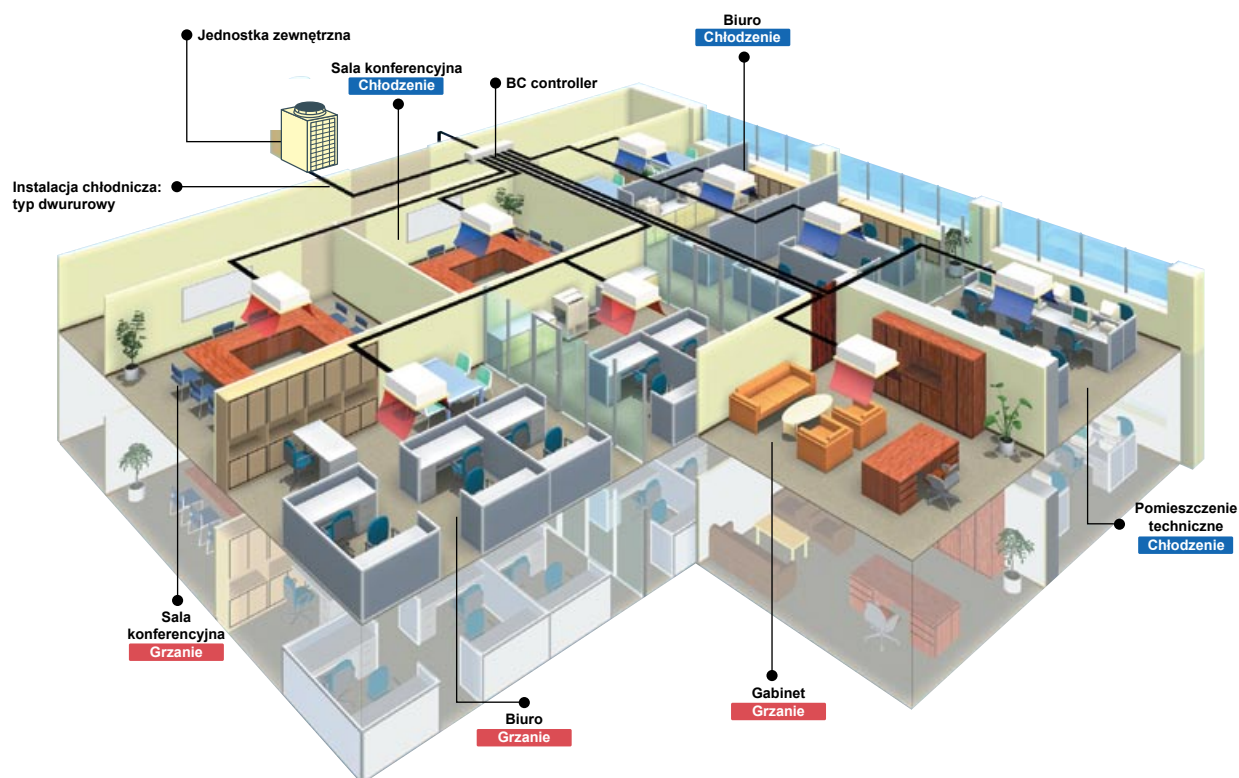 Biuro
Chłodzenie
Jednostka zewnętrzna
Sala konferencyjna
Chłodzenie
BC controller
Instalacja chłodnicza:
typ dwururowy
Pomieszczenie
techniczne
Chłodzenie
Sala
konferencyjna
Grzanie
Gabinet
Grzanie
Biuro
Grzanie